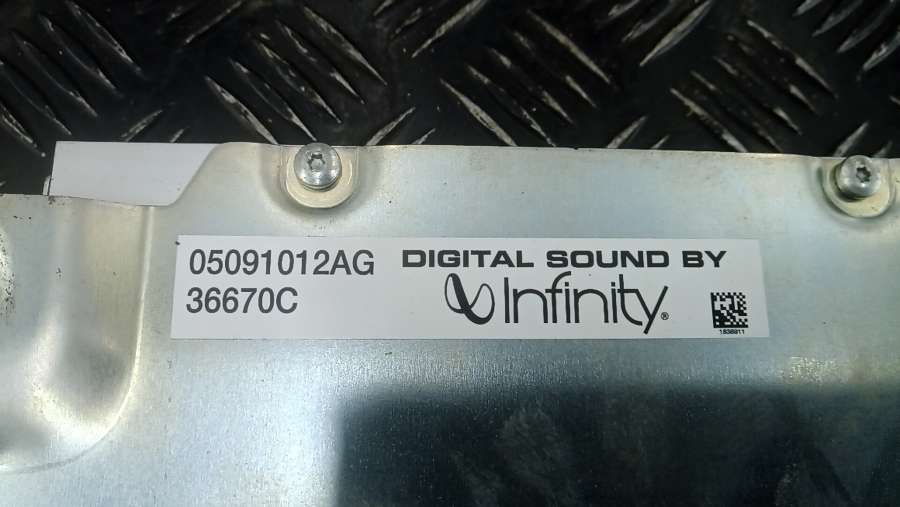 05091012AG
36670C
DIGITAL SOUND BY
Infinity®